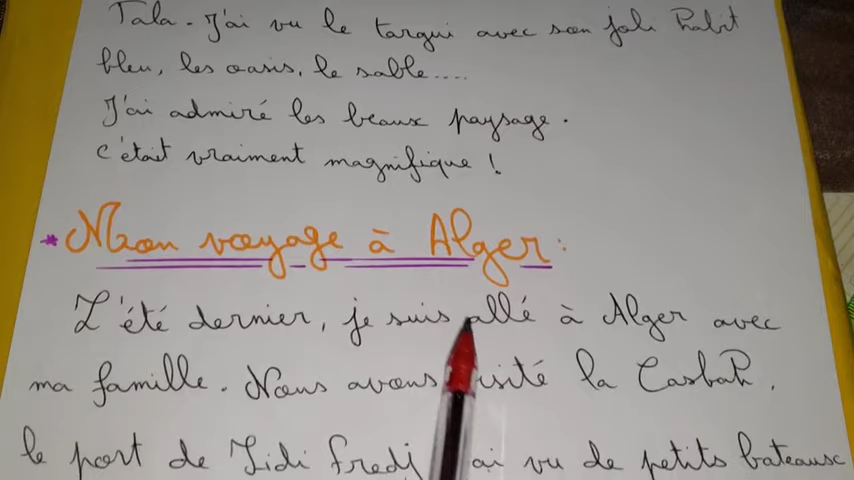 Tala - J'ai vu le targui avec son joli habit
bleu, les oasis, le sable....
J'ai admiré les beaux paysage.
c'était vraiment magnifique !
* Mon voyage à Alger :
L'été dernier, je suis allé à Alger avec
ma famille. Nous avons visité la Casbah,
le port de Sidi Fredj ai vu de petits bateaux